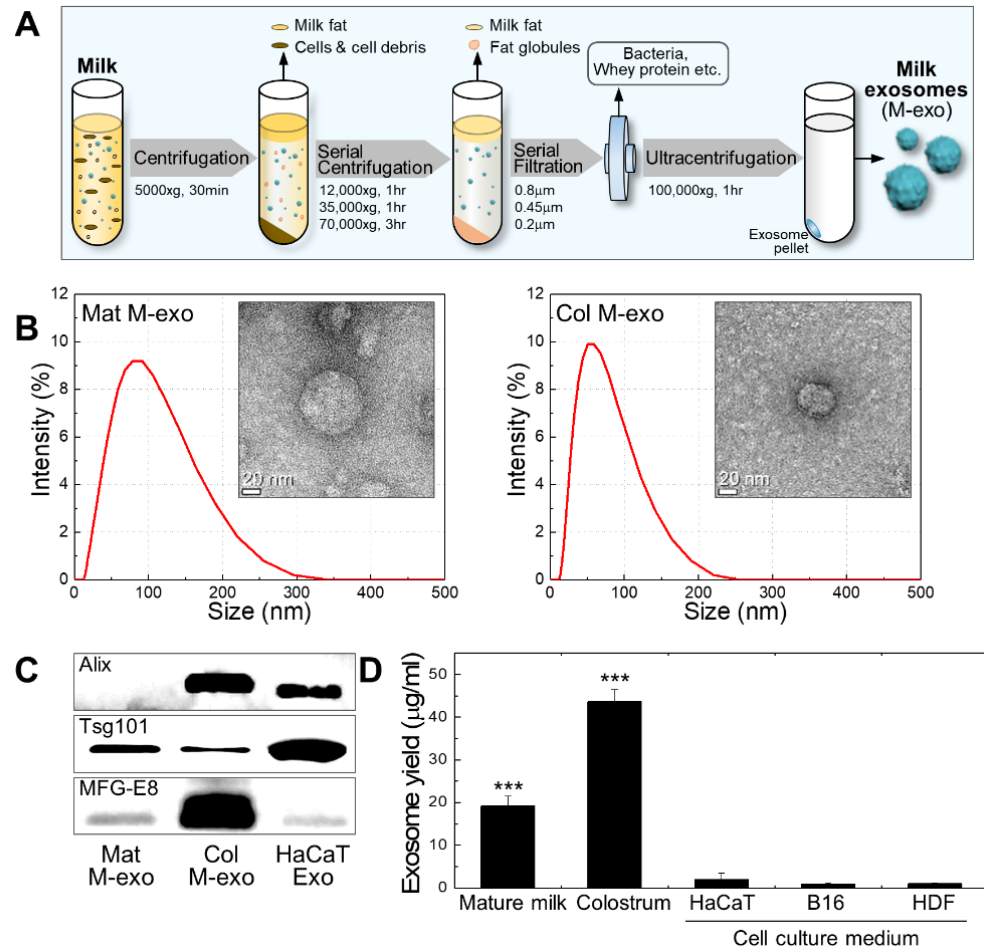 A
Milk fat
Cells & cell debris
Milk fat
Fat globules
Bacteria,
Whey protein etc.
Milk
Milk
exosomes
(M-exo)
Centrifugation
5000xg, 30min
Serial
Centrifugation
12,000xg, 1hr
35,000xg, 1hr
70,000xg, 3hr
Serial
Filtration
0.8μm
0.45μm
0.2μm
Ultracentrifugation
100,000xg, 1hr
Exosome
pellet
B
Mat M-exo
20 nm
Intensity (%)
12
10
8
6
4
2
0
0 100 200 300 400 500
Size (nm)
Col M-exo
20 nm
Intensity (%)
12
10
8
6
4
2
0
0 100 200 300 400 500
Size (nm)
C
Alix
Tsg101
MFG-E8
Mat
M-exo
Col
M-exo
HaCaT
Exo
D
Exosome yield (μg/ml)
50
40
30
20
10
0
***
***
Mature milk Colostrum HaCaT B16 HDF
Cell culture medium